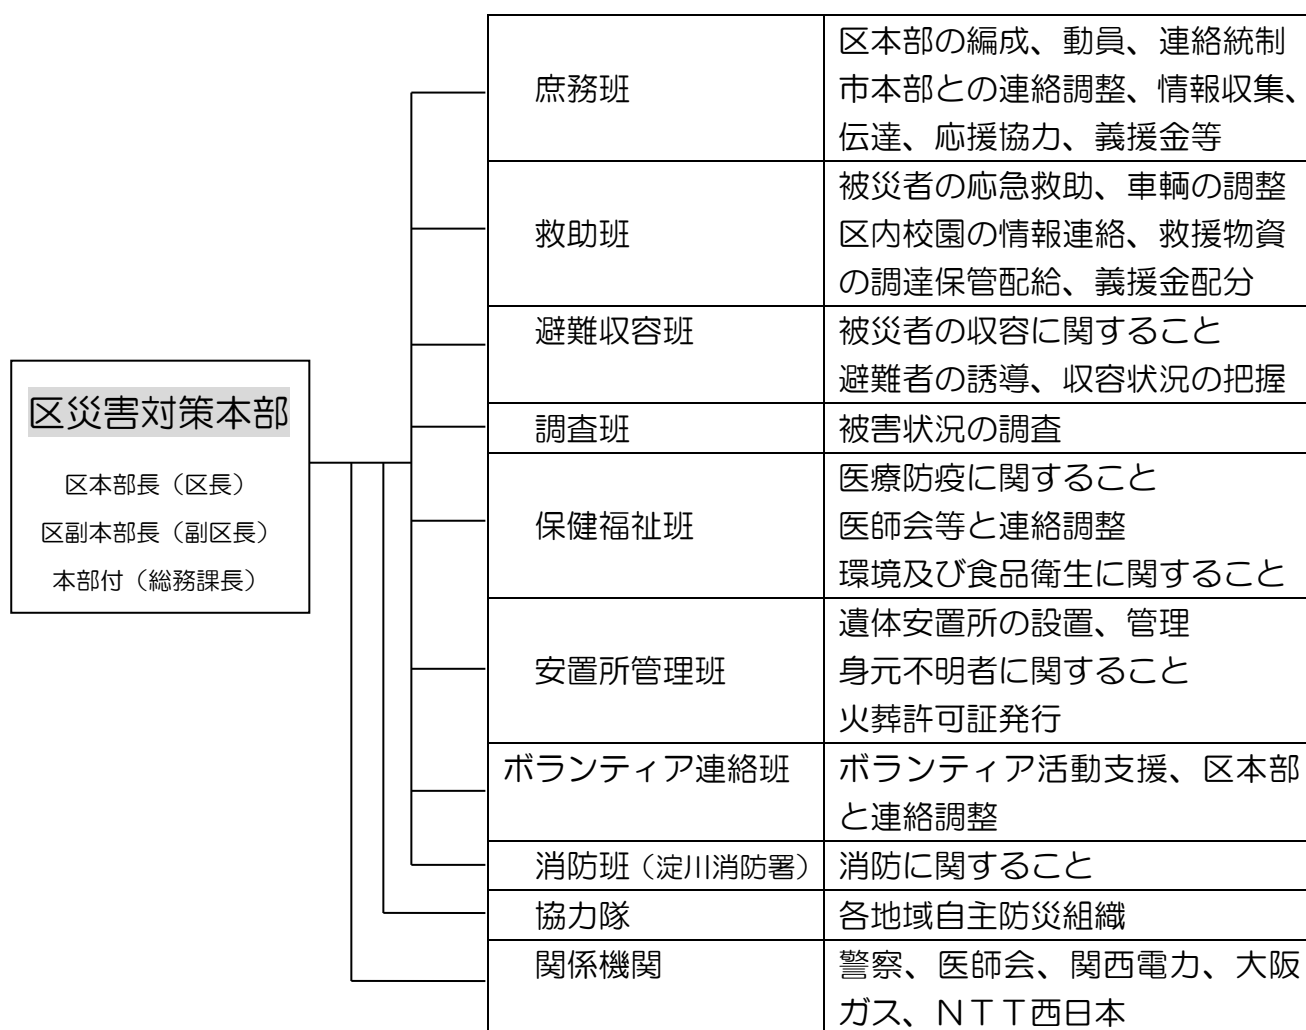 区災害対策本部
区本部長（区長）
区副本部長（副区長）
本部付（総務課長）
庶務班
区本部の編成、動員、連絡統制
市本部との連絡調整、情報収集、
伝達、応援協力、義援金等
救助班
被災者の応急救助、車輌の調整
区内校園の情報連絡、救援物資
の調達保管配給、義援金配分
避難収容班
被災者の収容に関すること
避難者の誘導、収容状況の把握
調査班
被害状況の調査
保健福祉班
医療防疫に関すること
医師会等と連絡調整
環境及び食品衛生に関すること
安置所管理班
遺体安置所の設置、管理
身元不明者に関すること
火葬許可証発行
ボランティア連絡班
ボランティア活動支援、区本部
と連絡調整
消防班（淀川消防署）
消防に関すること
協力隊
各地域自主防災組織
関係機関
警察、医師会、関西電力、大阪
ガス、ＮＴＴ西日本